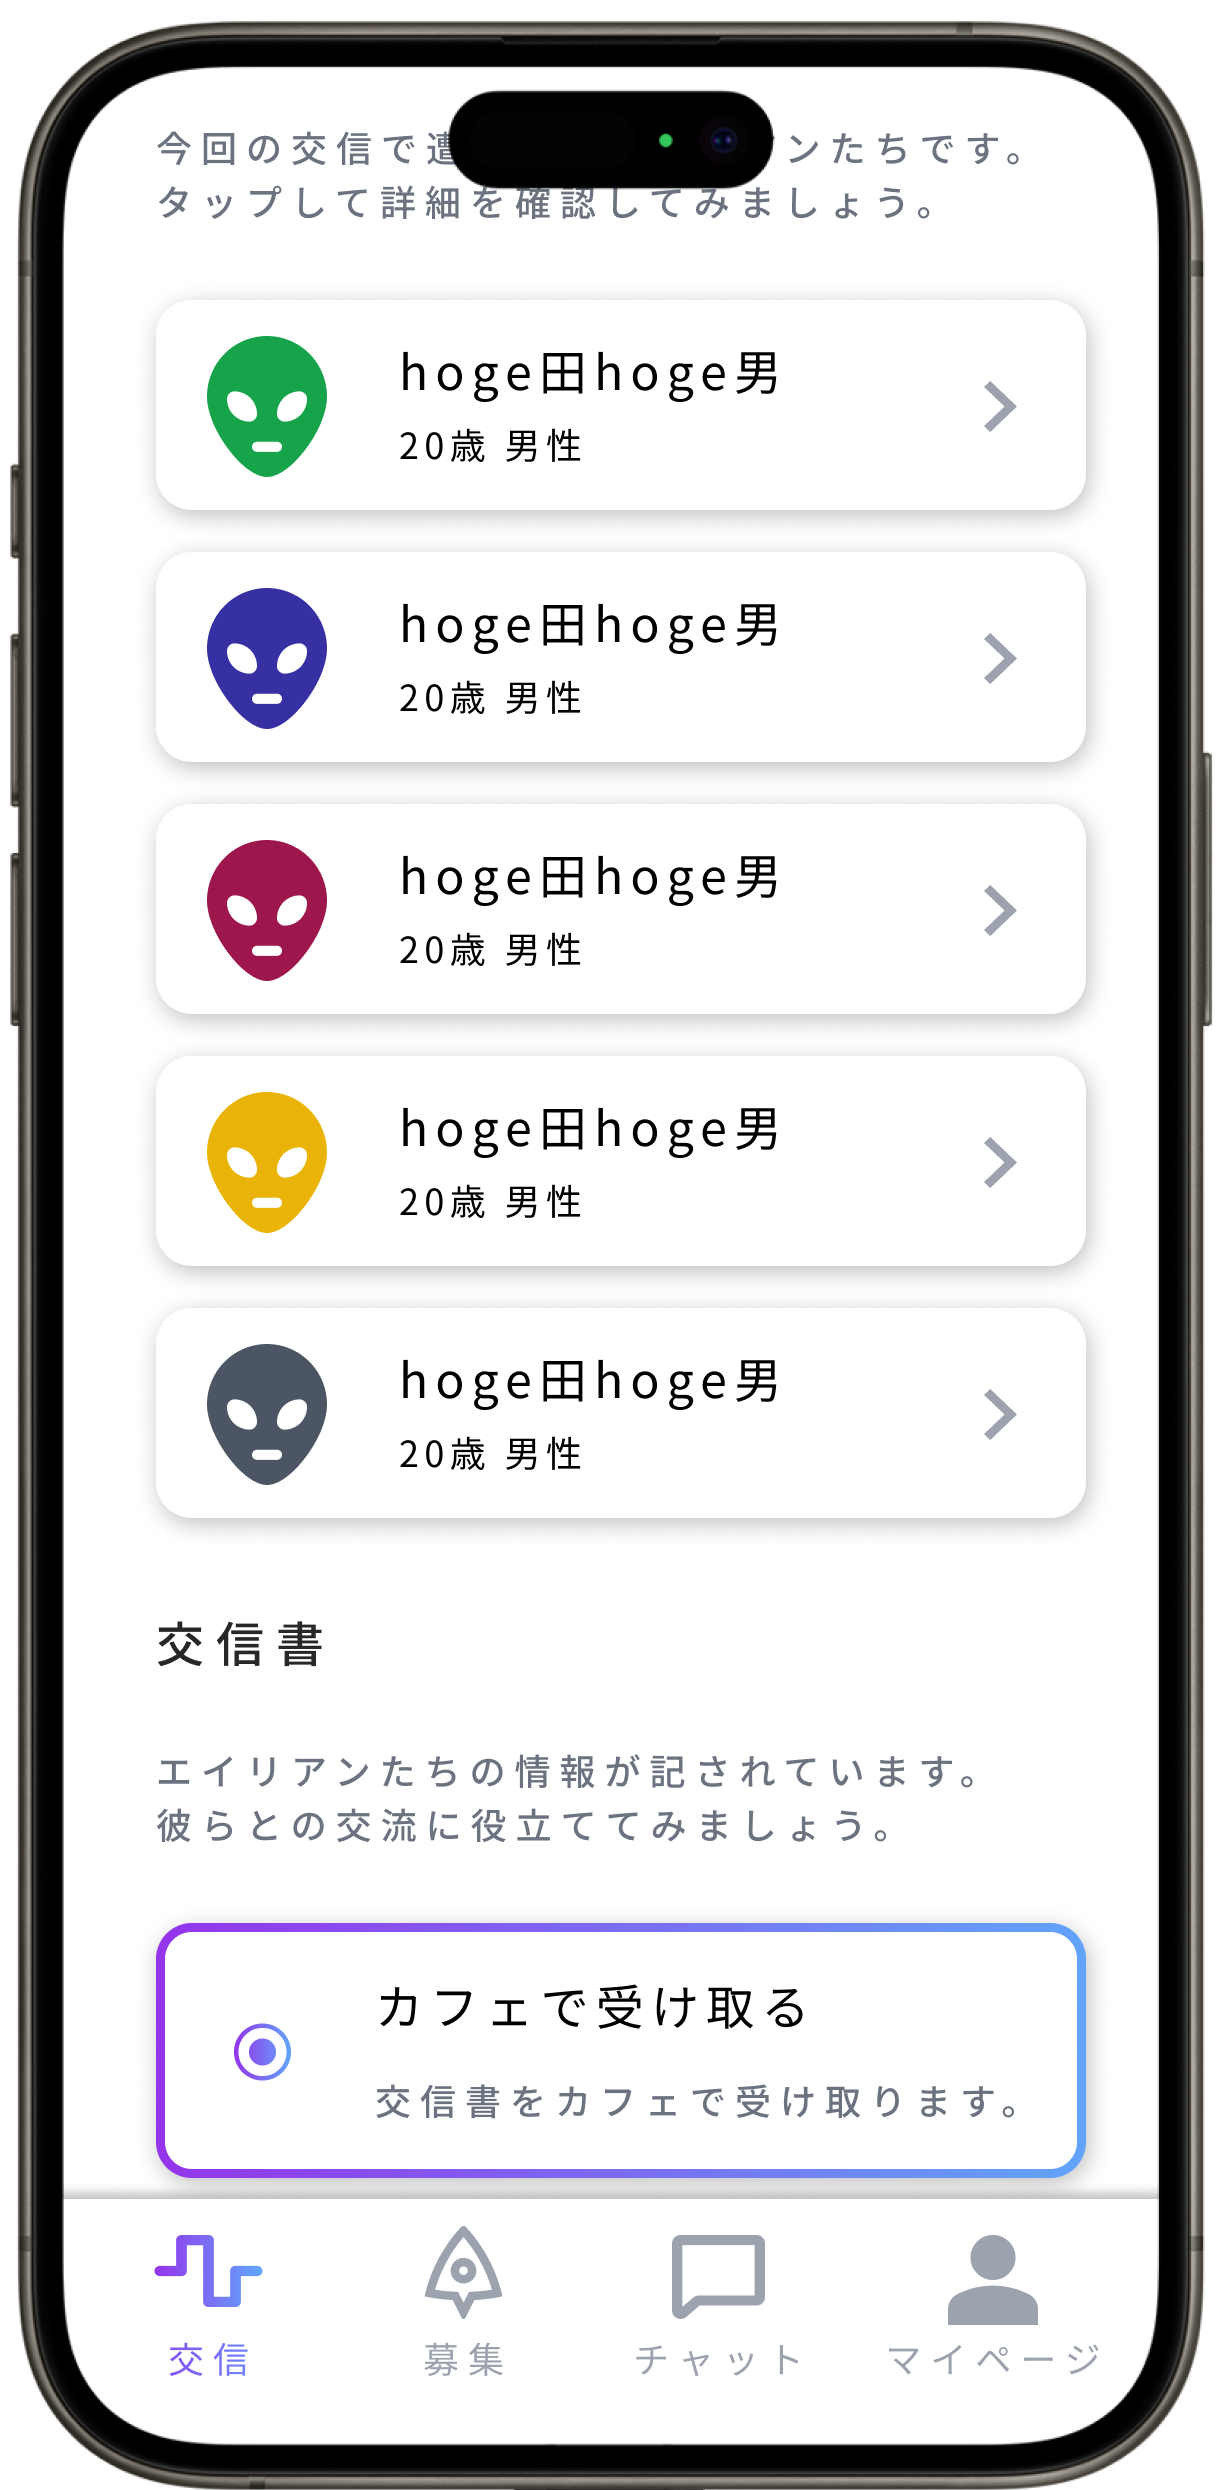 今回の交信で遭 ンたちです。
タップして詳細を確認してみましょう。
hoge田hoge男
20歳 男性
hoge田hoge男
20歳 男性
hoge田hoge男
20歳 男性
hoge田hoge男
20歳 男性
hoge田hoge男
20歳 男性
交信書
エイリアンたちの情報が記されています。
彼らとの交流に役立ててみましょう。
カフェで受け取る
交信書をカフェで受け取ります。
交信
募集
チャット
マイページ